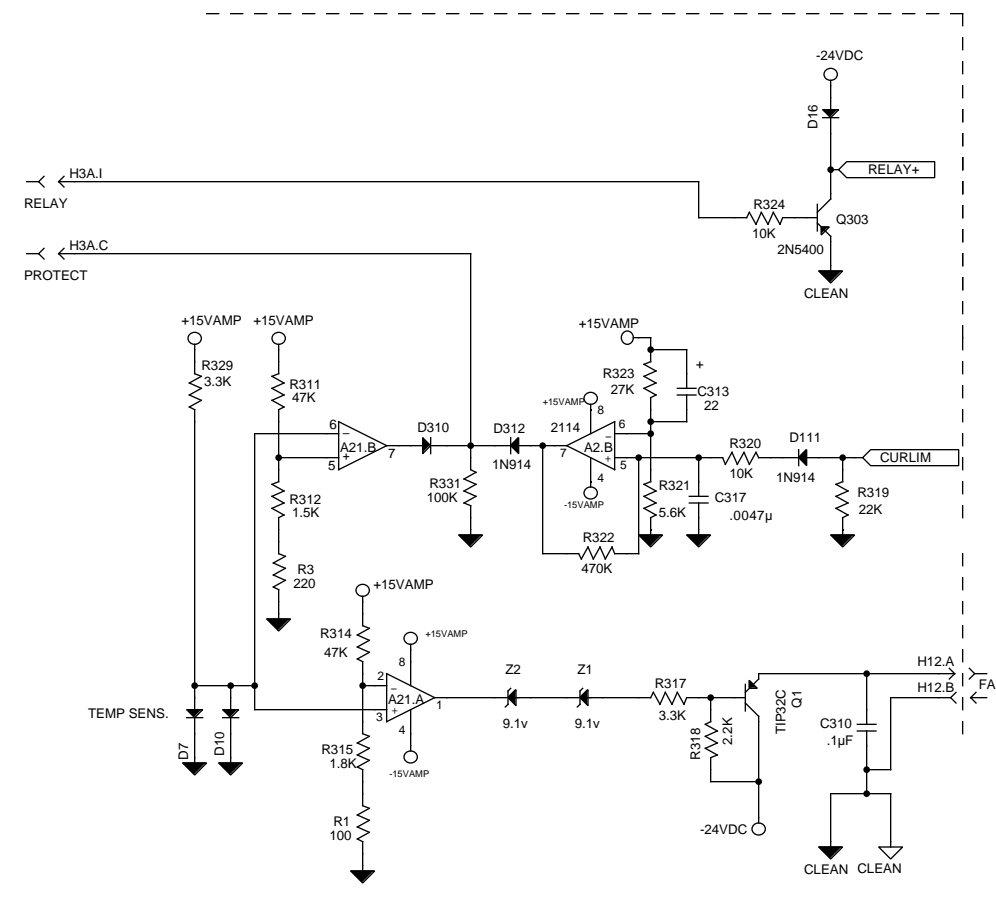 -24VDC
D16
RELAY+
H3A.I
RELAY
R324
10K
Q303
2N5400
CLEAN
H3A.C
PROTECT
+15VAMP
+15VAMP
R329
3.3K
R311
47K
+15VAMP
+
R323
27K
C313
22
+15VAMP
8
6
−
A21.B
+
5
7
D310
D312
1N914
2114
7
A2.B
−
6
+
5
4
-15VAMP
R320
10K
D111
1N914
CURLIM
R331
100K
R312
1.5K
R321
5.6K
C317
.0047µ
R319
22K
R322
470K
R3
220
+15VAMP
R314
47K
+15VAMP
8
2
−
A21.A
+
3
1
4
-15VAMP
Z2
9.1v
Z1
9.1v
R317
3.3K
R318
2.2K
TIP32C
Q1
H12.A
H12.B
FA
C310
.1µF
TEMP SENS.
D7
D10
R315
1.8K
R1
100
-24VDC
CLEAN
CLEAN